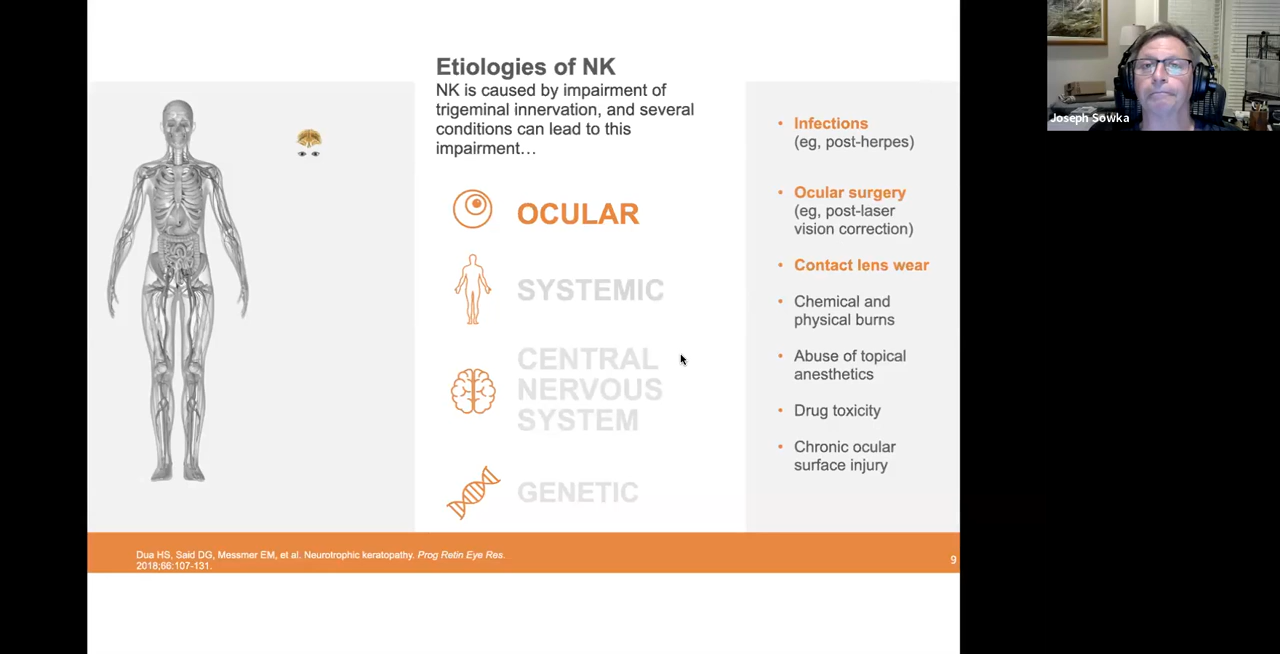 Etiologies of NK
NK is caused by impairment of
trigeminal innervation, and several
conditions can lead to this
impairment…
OCULAR
SYSTEMIC
CENTRAL
NERVOUS
SYSTEM
GENETIC
• Infections
(eg, post-herpes)
• Ocular surgery
(eg, post-laser
vision correction)
• Contact lens wear
• Chemical and
physical burns
• Abuse of topical
anesthetics
• Drug toxicity
• Chronic ocular
surface injury
Dua HS, Said DG, Messmer EM, et al. Neurotrophic keratopathy. Prog Retin Eye Res.
2018;66:107-131.
9
Joseph Sowka